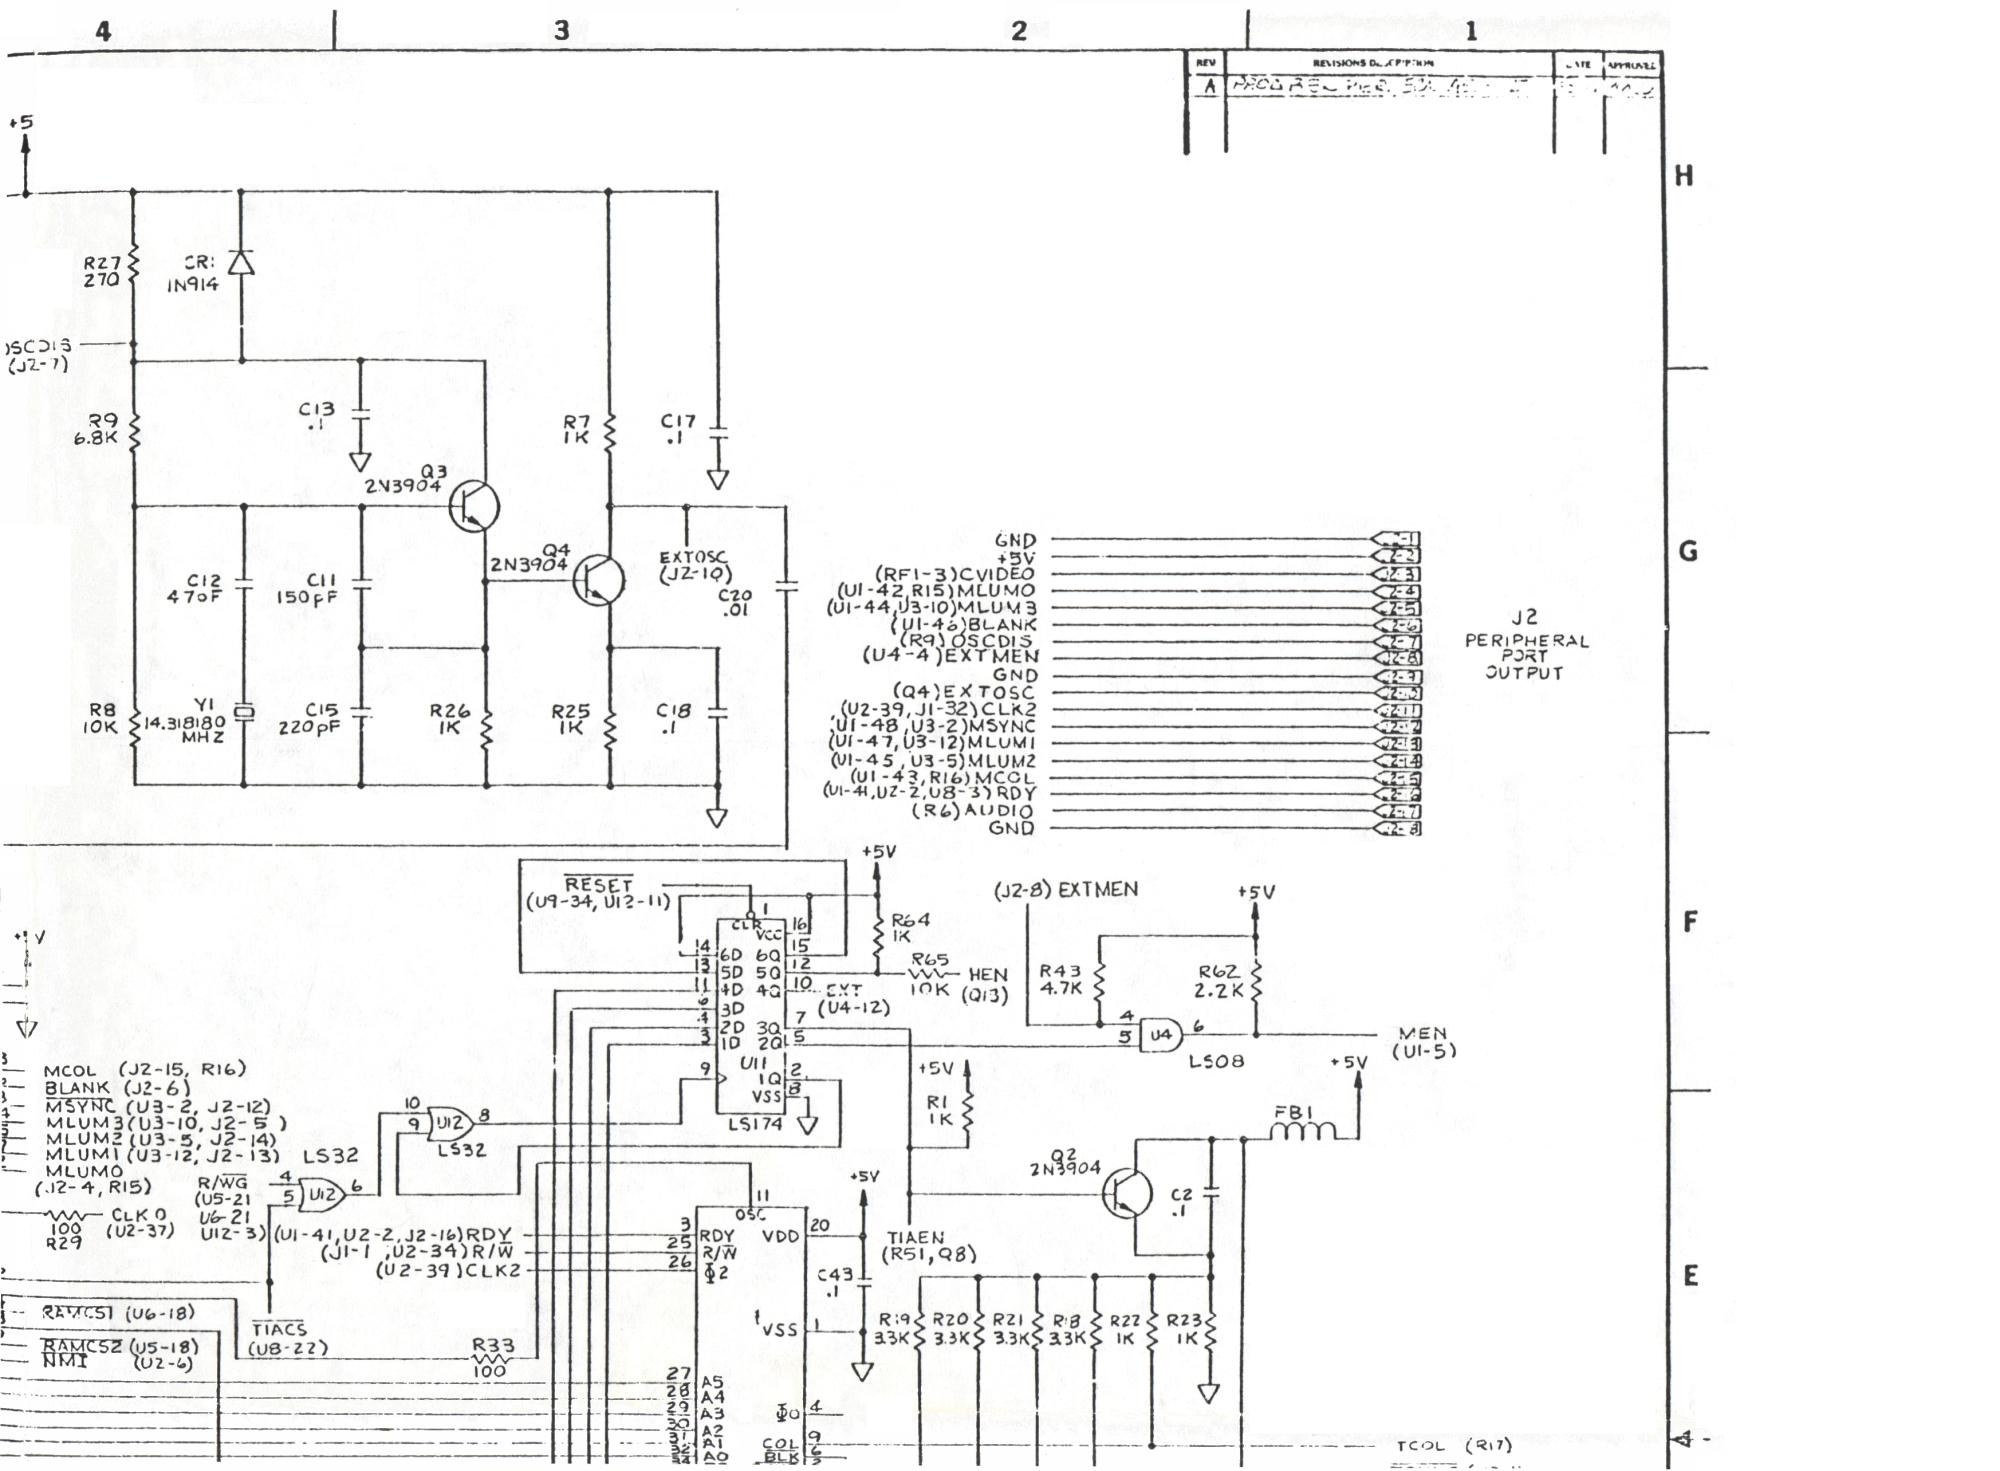 4 3 2 1
REV REVISIONS
A
H
G
F
E
+5
R27
270
CR1
1N914
(J2-7)
R9
6.8K
C13
.1
R7
1K
C17
.1
Q3
2N3904
Q4
2N3904
EXTOSC
(J2-10)
C12
C11
150pF
C20
.01
R8
10K
Y1
14.318180
MHZ
C15
220pF
R26
1K
R25
1K
C18
.1
GND J2-1
+5V J2-2
(RF1-3)CVIDEO J2-3
(U1-42,R15)MLUM0 J2-4
(U1-44,U3-10)MLUM3 J2-5
(U1-46)BLANK J2-6
(R9)OSCDIS J2-7
(U4-4)EXTMEN J2-8
GND J2-9
(Q4)EXTOSC J2-10
(U2-39,J1-32)CLK2 J2-11
(U1-48,U3-2)MSYNC J2-12
(U1-47,U3-12)MLUM1 J2-13
(U1-45,U3-5)MLUM2 J2-14
(U1-43,R16)MCOL J2-15
(U1-41,U2-2,U8-3)RDY J2-16
(R6)AUDIO
GND
J2
PERIPHERAL
PORT
OUTPUT
RESET
(U9-34,U12-11)
+5V
R64
1K
R65
10K
HEN
(Q13)
EXT
(U4-12)
1
CLR
16
VCC
14 6D 6Q 15
13 5D 5Q 12
11 4D 4Q 10
6 3D
4 2D 3Q 7
3 1D 2Q 5
U11
9 1Q 2
VSS 8
LS174
(J2-8) EXTMEN
+5V
R43
4.7K
R62
2.2K
4
5
U4
6
LS08
MEN
(U1-5)
+5V
R1
1K
+5V
FB1
Q2
2N3904
C2
.1
TIAEN
(R51,Q8)
MCOL (J2-15, R16)
BLANK (J2-6)
MSYNC (U3-2, J2-12)
MLUM3 (U3-10, J2-5 )
MLUM2 (U3-5, J2-14)
MLUM1 (U3-12, J2-13)
MLUM0
(J2-4, R15)
100
R29
CLK0
(U2-37)
10
9
U12
8
LS32
LS32
4
5
U12
6
R/WG
(U5-21
U6-21
U12-3)
(U1-41,U2-2,J2-16)RDY
(J1-1 ,U2-34)R/W
(U2-39)CLK2
11
OSC
3 RDY VDD 20
25 R/W
26 Φ2
+5V
C43
.1
VSS 1
RAMCS1 (U6-18)
RAMCS2 (U5-18)
NMI (U2-6)
TIACS
(U8-22)
R33
100
R19
3.3K
R20
3.3K
R21
3.3K
R18
3.3K
R22
1K
R23
1K
27 A5
28 A4
29 A3
30 A2
31 A1
32 A0
Φ0 4
COL 9
BLK 6
TCOL (R17)